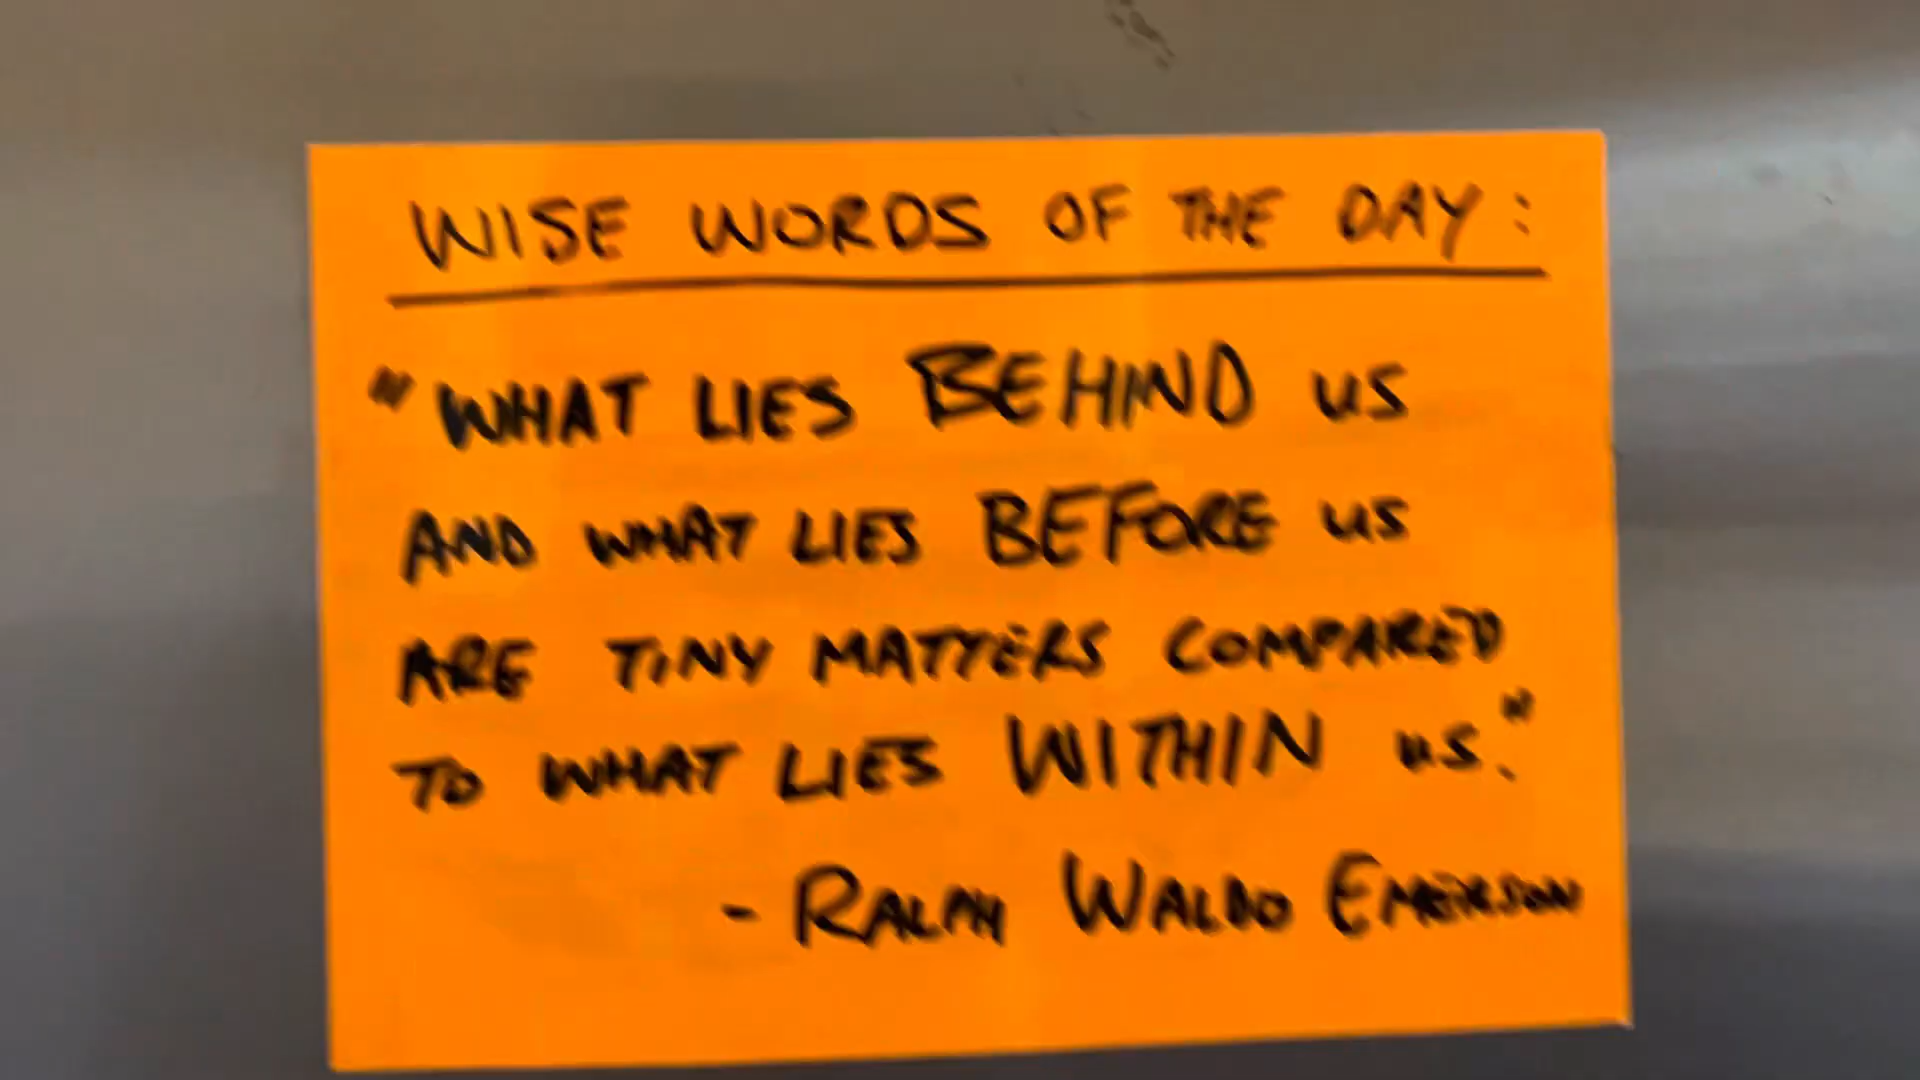 WISE WORDS OF THE DAY:
"WHAT LIES BEHIND US
AND WHAT LIES BEFORE US
ARE TINY MATTERS COMPARED
TO WHAT LIES WITHIN US."
- RALPH WALDO EMERSON